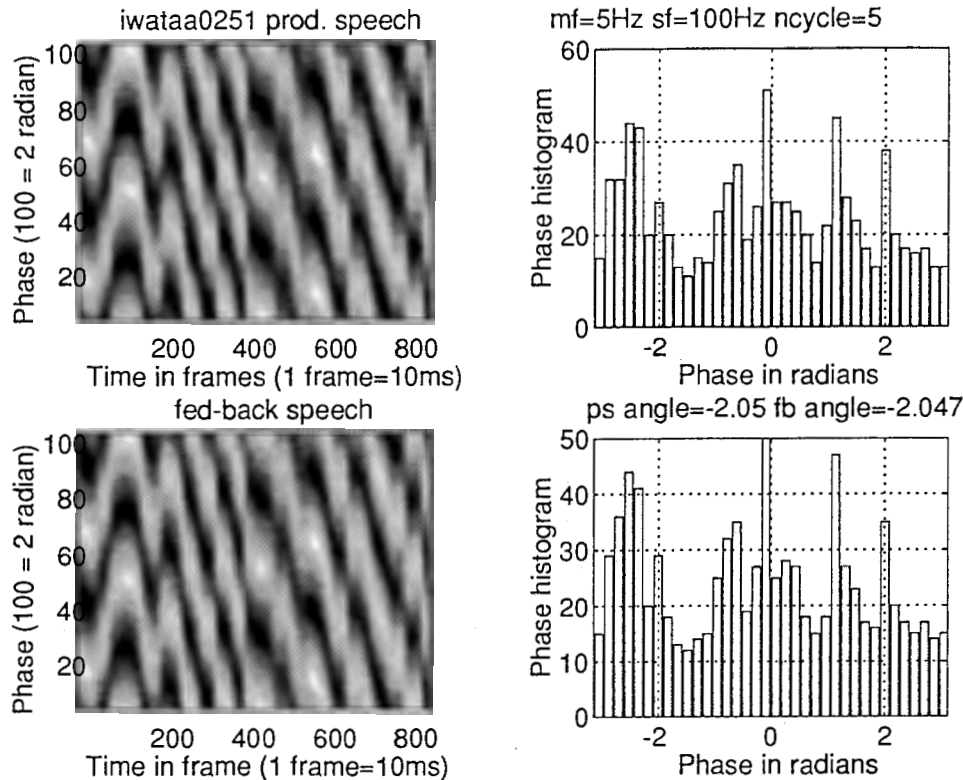 iwataa0251 prod. speech
Phase (100 = 2 radian)
100
80
60
40
20
200 400 600 800
Time in frames (1 frame=10ms)
mf=5Hz sf=100Hz ncycle=5
Phase histogram
60
40
20
0
-2 0 2
Phase in radians
fed-back speech
Phase (100 = 2 radian)
100
80
60
40
20
200 400 600 800
Time in frame (1 frame=10ms)
ps angle=-2.05 fb angle=-2.047
Phase histogram
50
40
30
20
10
0
-2 0 2
Phase in radians